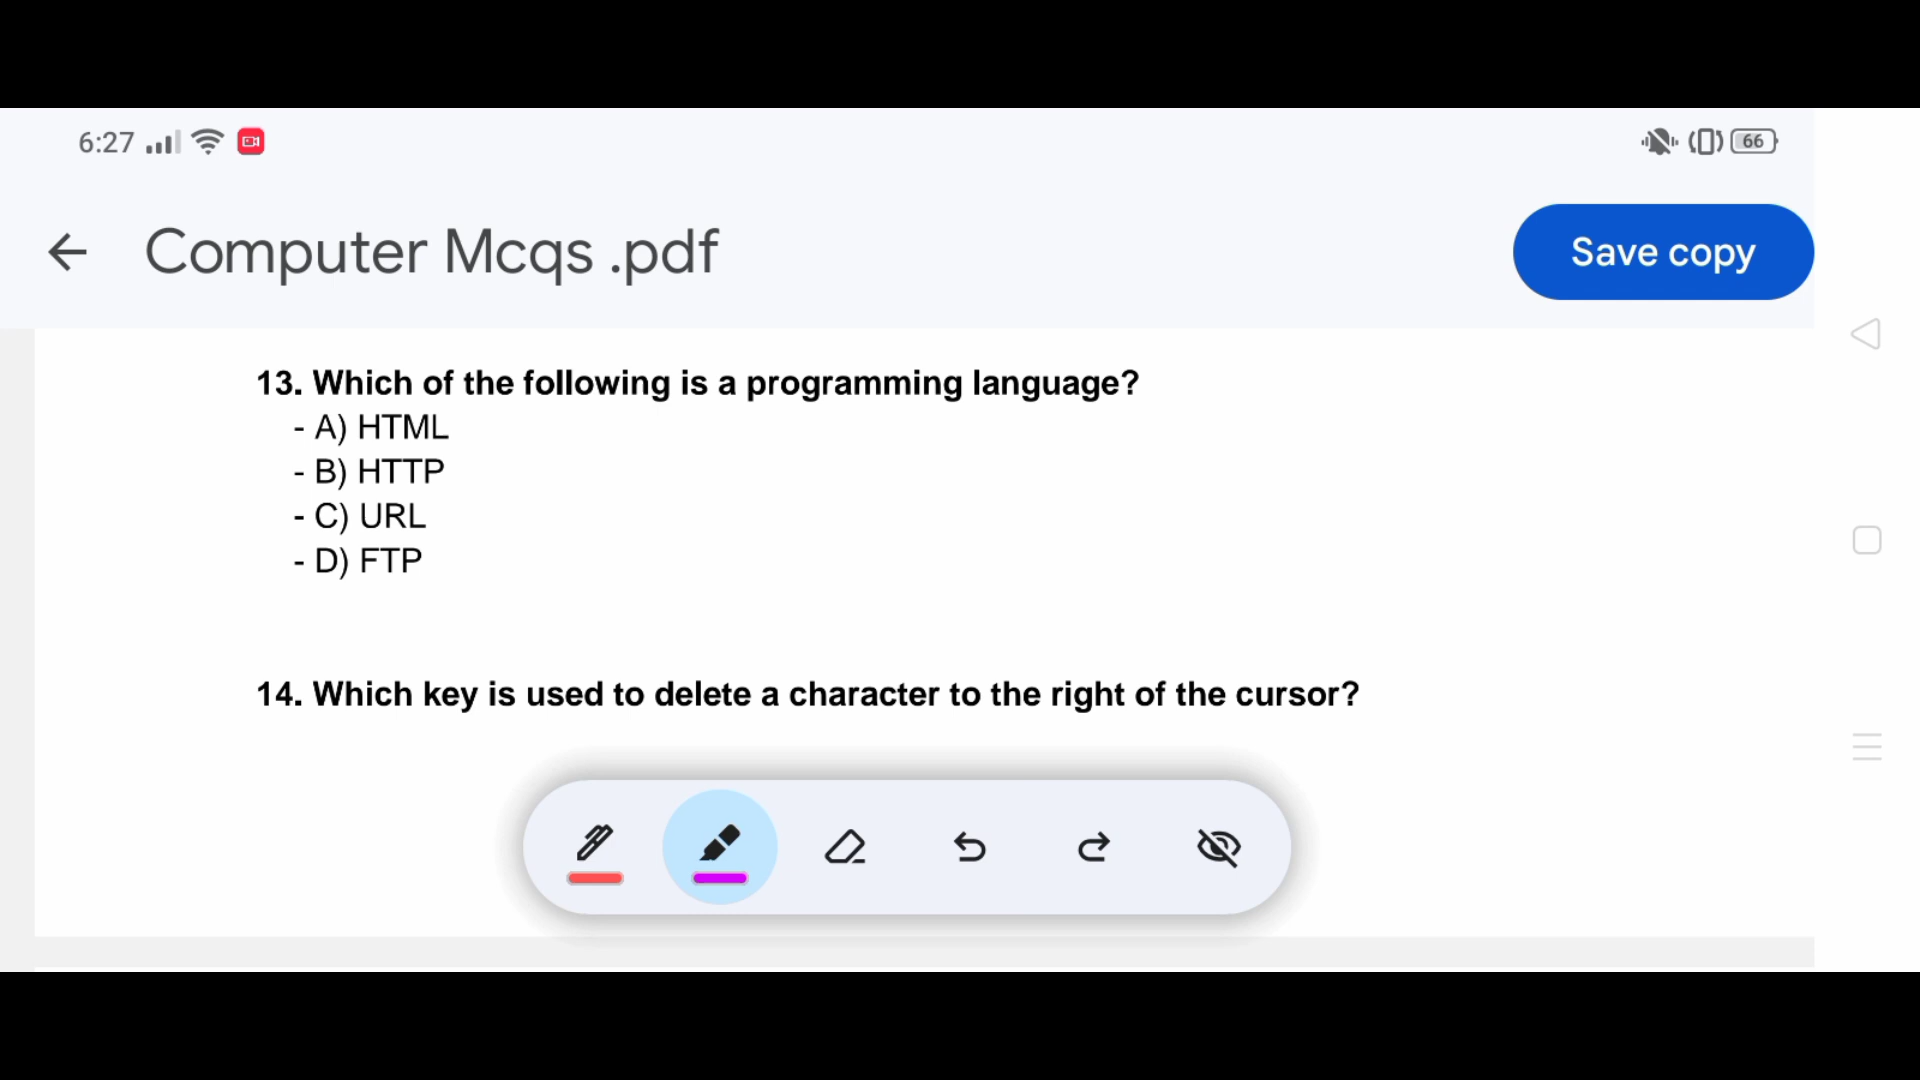 6:27
66
Computer Mcqs .pdf
Save copy
13. Which of the following is a programming language?
- A) HTML
- B) HTTP
- C) URL
- D) FTP
14. Which key is used to delete a character to the right of the cursor?